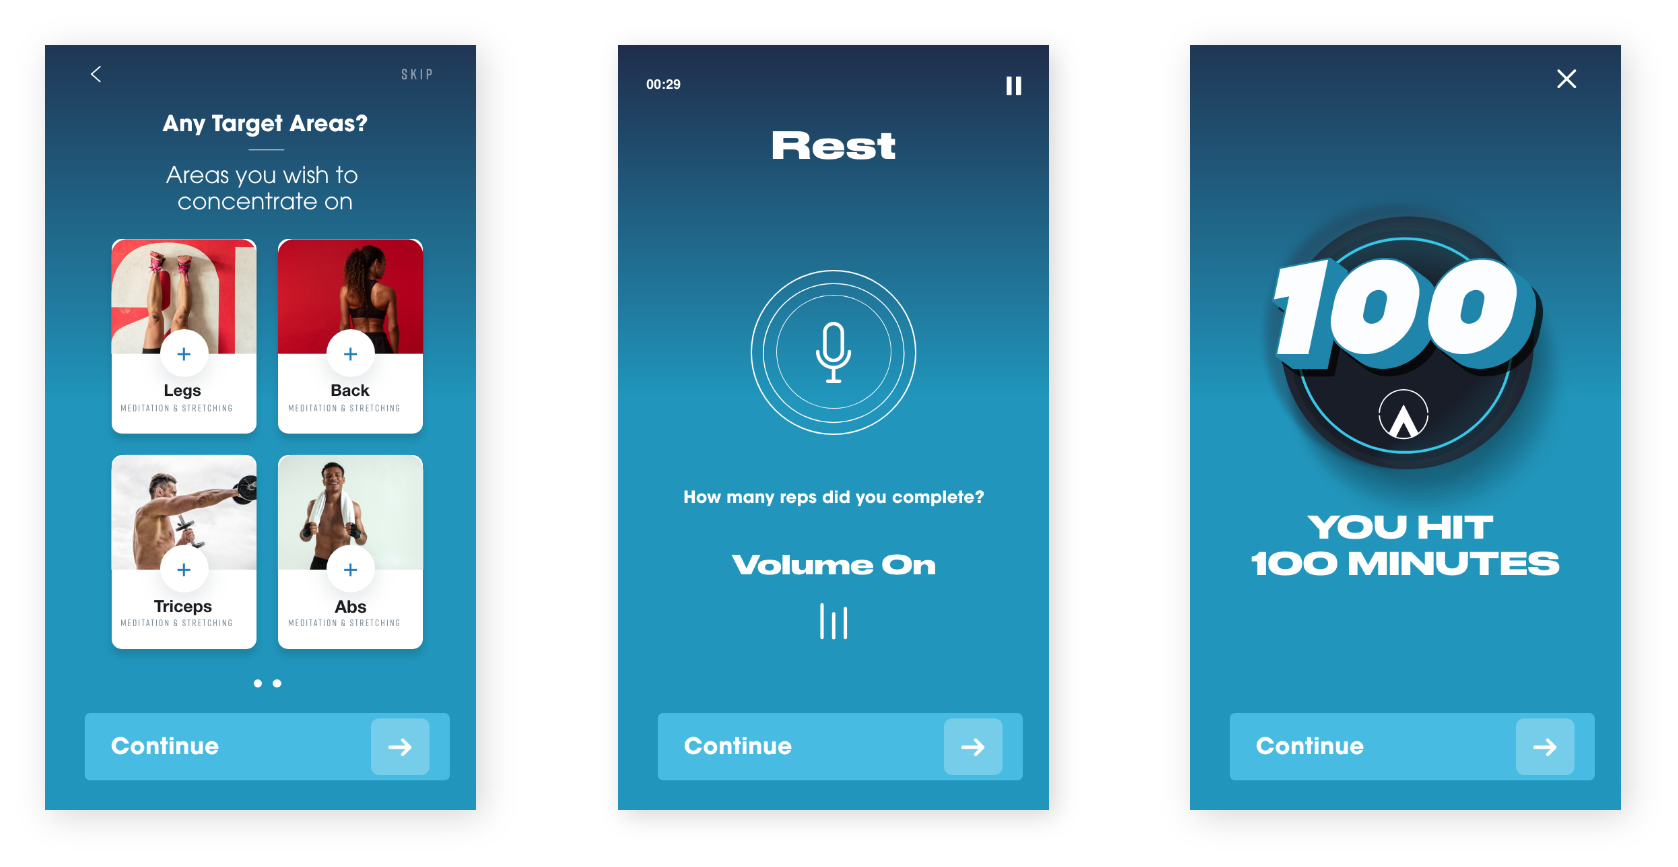 SKIP
Any Target Areas?
Areas you wish to
concentrate on
Legs
MEDITATION & STRETCHING
Back
MEDITATION & STRETCHING
Triceps
MEDITATION & STRETCHING
Abs
MEDITATION & STRETCHING
Continue
00:29
Rest
How many reps did you complete?
Volume On
Continue
100
YOU HIT
100 MINUTES
Continue